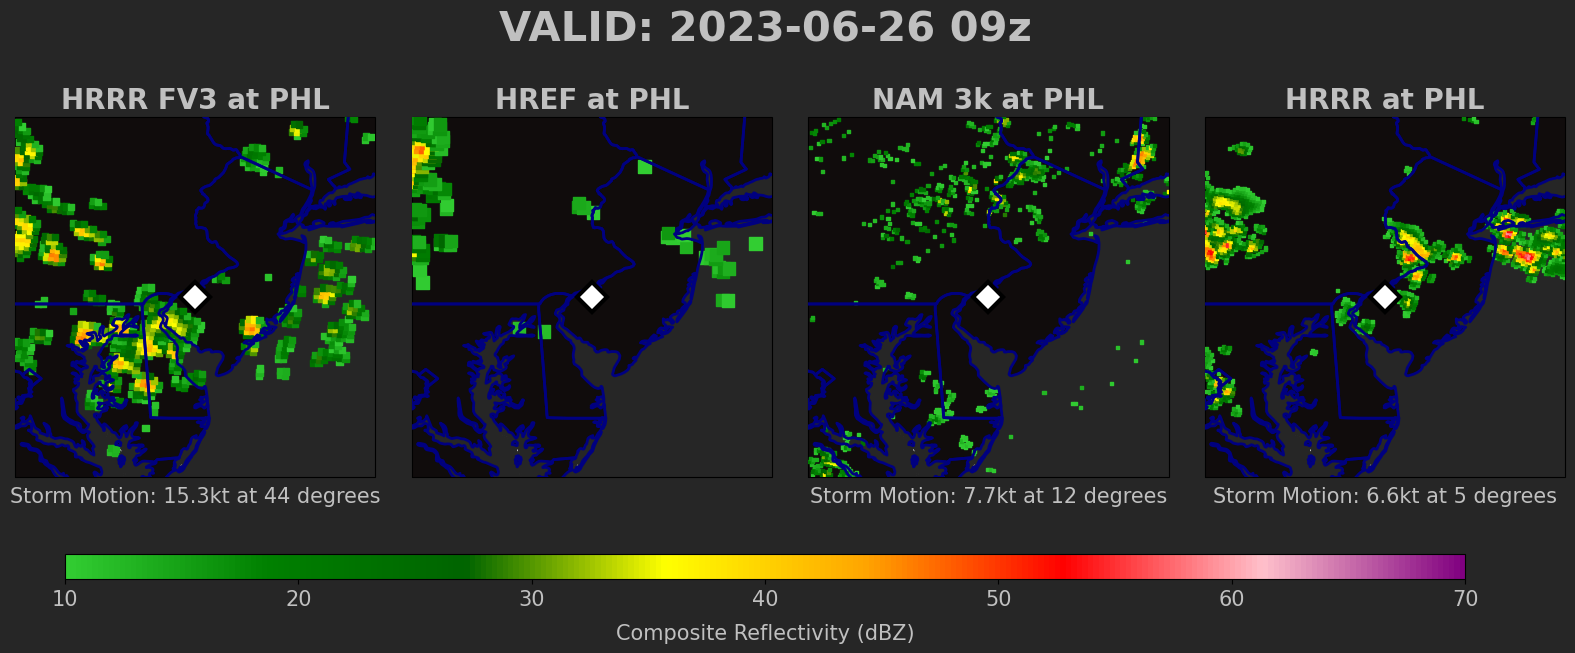 VALID: 2023-06-26 09z
HRRR FV3 at PHL
HREF at PHL
NAM 3k at PHL
HRRR at PHL
Storm Motion: 15.3kt at 44 degrees
Storm Motion: 7.7kt at 12 degrees
Storm Motion: 6.6kt at 5 degrees
10 20 30 40 50 60 70
Composite Reflectivity (dBZ)